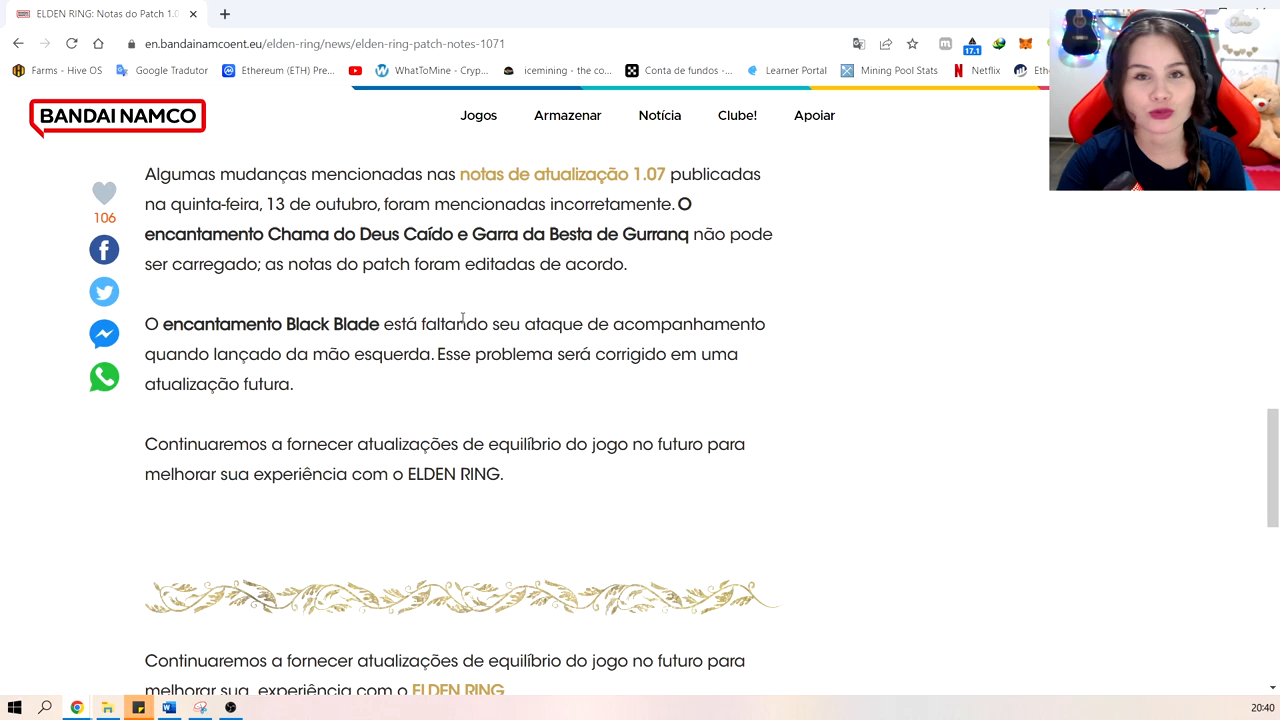 ELDEN RING: Notas do Patch 1.0
en.bandainamcoent.eu/elden-ring/news/elden-ring-patch-notes-1071
17.1
Farms - Hive OS
Google Tradutor
Ethereum (ETH) Pre...
WhatToMine - Cryp...
icemining - the co...
Conta de fundos -...
Learner Portal
Mining Pool Stats
Netflix
Eth
BANDAI NAMCO
Jogos
Armazenar
Notícia
Clube!
Apoiar
106
Algumas mudanças mencionadas nas notas de atualização 1.07 publicadas
na quinta-feira, 13 de outubro, foram mencionadas incorretamente. O
encantamento Chama do Deus Caído e Garra da Besta de Gurranq não pode
ser carregado; as notas do patch foram editadas de acordo.
O encantamento Black Blade está faltando seu ataque de acompanhamento
quando lançado da mão esquerda. Esse problema será corrigido em uma
atualização futura.
Continuaremos a fornecer atualizações de equilíbrio do jogo no futuro para
melhorar sua experiência com o ELDEN RING.
Continuaremos a fornecer atualizações de equilíbrio do jogo no futuro para
melhorar sua experiência com o ELDEN RING
20:40